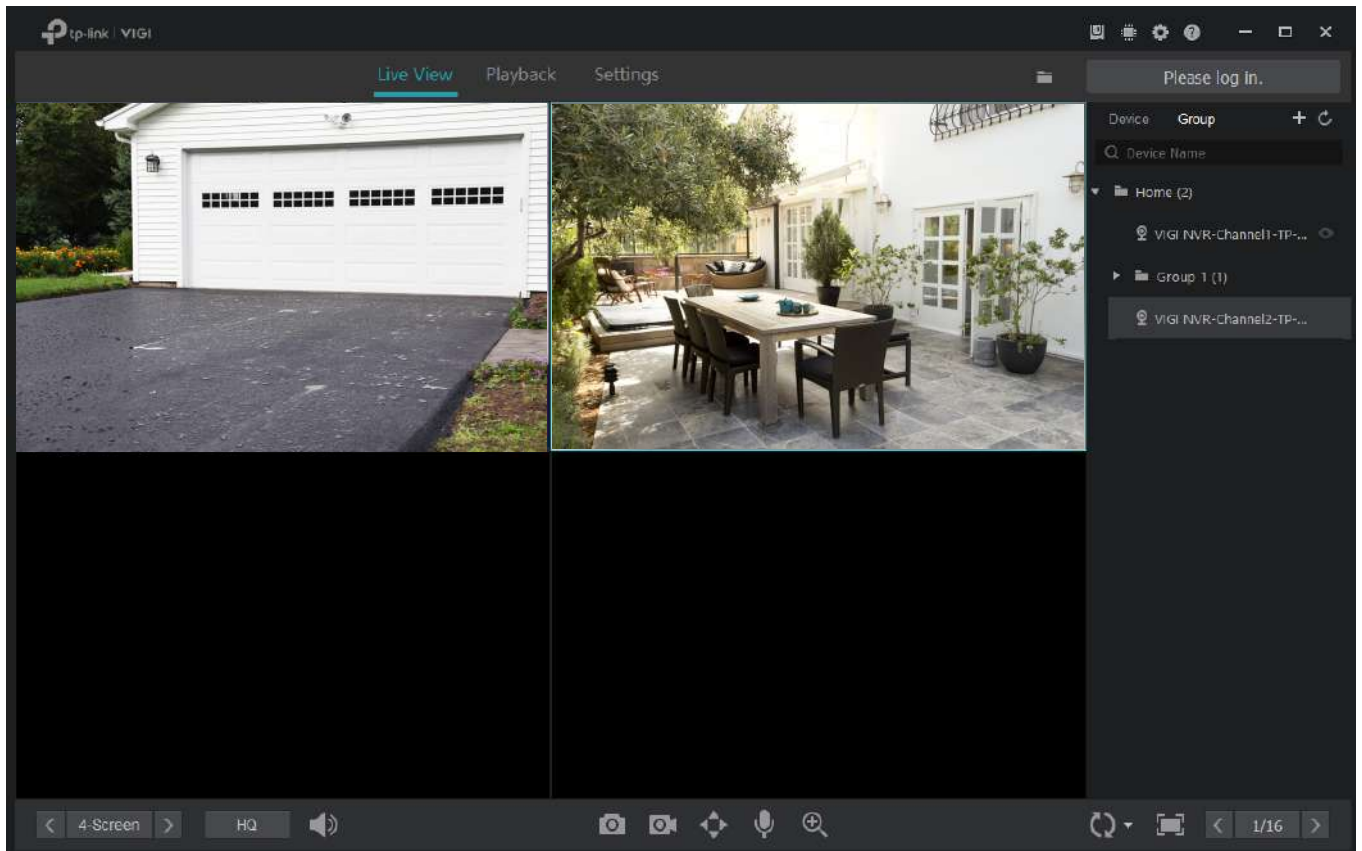 tp-link | VIGI
Live View Playback Settings
Please log in.
Device Group
Device Name
Home (2)
VIGI NVR-Channel1-TP-...
Group 1 (1)
VIGI NVR-Channel2-TP-...
4-Screen
HQ
1/16